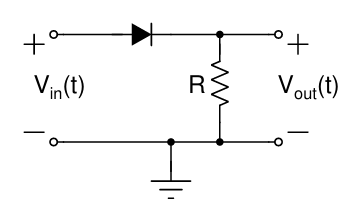 + +
V_in(t) R V_out(t)
− −